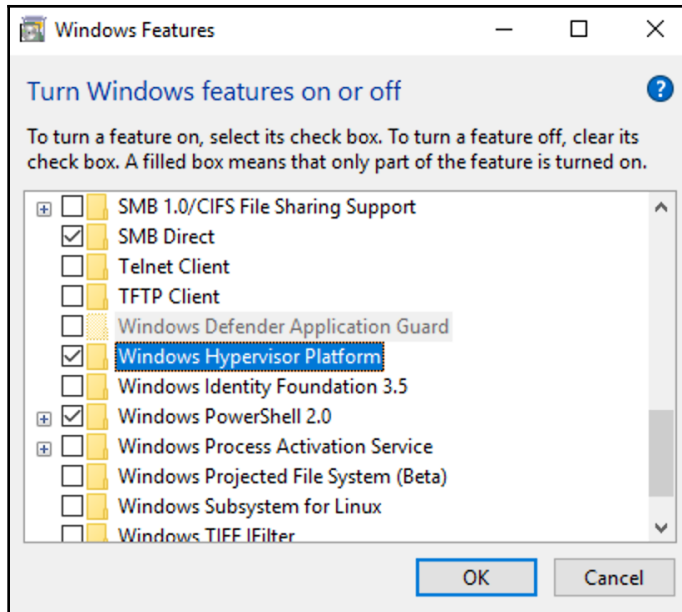 Windows Features
Turn Windows features on or off
?
To turn a feature on, select its check box. To turn a feature off, clear its
check box. A filled box means that only part of the feature is turned on.
SMB 1.0/CIFS File Sharing Support
SMB Direct
Telnet Client
TFTP Client
Windows Defender Application Guard
Windows Hypervisor Platform
Windows Identity Foundation 3.5
Windows PowerShell 2.0
Windows Process Activation Service
Windows Projected File System (Beta)
Windows Subsystem for Linux
Windows TIFF IFilter
OK Cancel